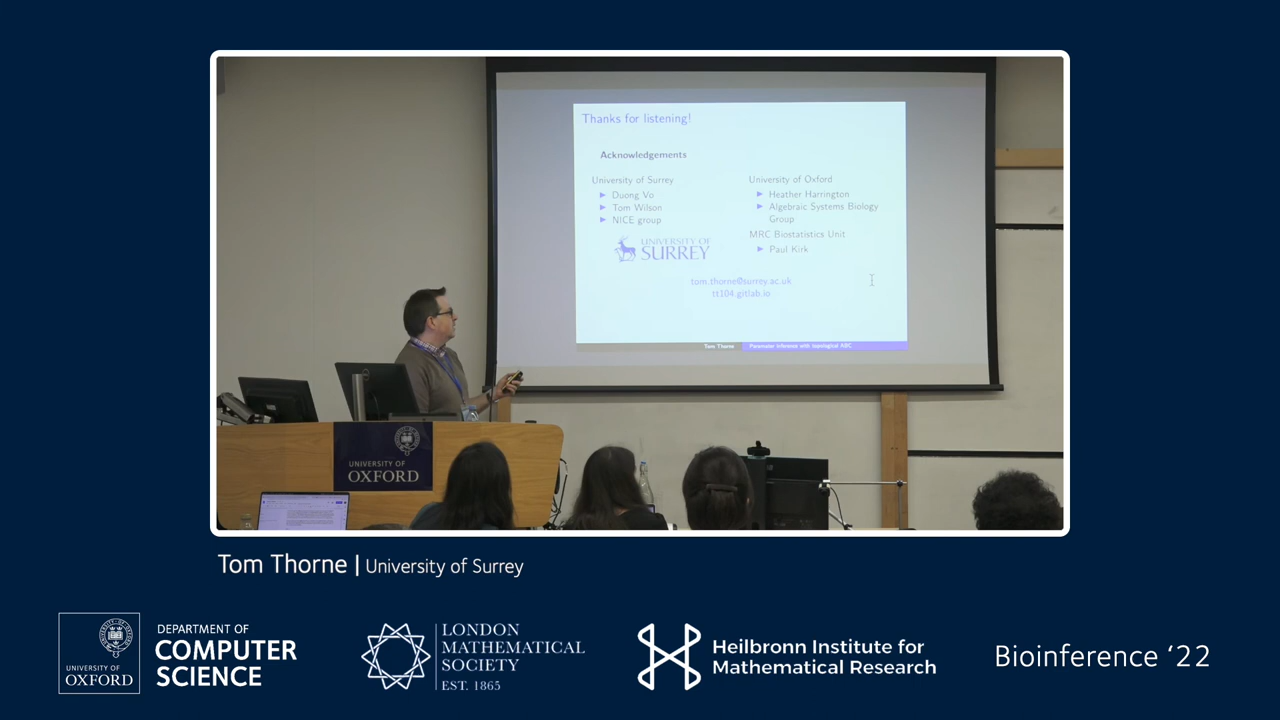 Thanks for listening!
Acknowledgements
University of Surrey
Duong Vo
Tom Wilson
NICE group
UNIVERSITY OF
SURREY
University of Oxford
Heather Harrington
Algebraic Systems Biology
Group
MRC Biostatistics Unit
Paul Kirk
tom.thorne@surrey.ac.uk
tt104.gitlab.io
Tom Thorne
Parameter inference with topological ABC
UNIVERSITY OF
OXFORD
Tom Thorne | University of Surrey
UNIVERSITY OF
OXFORD
DEPARTMENT OF
COMPUTER
SCIENCE
LONDON
MATHEMATICAL
SOCIETY
EST. 1865
Heilbronn Institute for
Mathematical Research
Bioinference ‘22